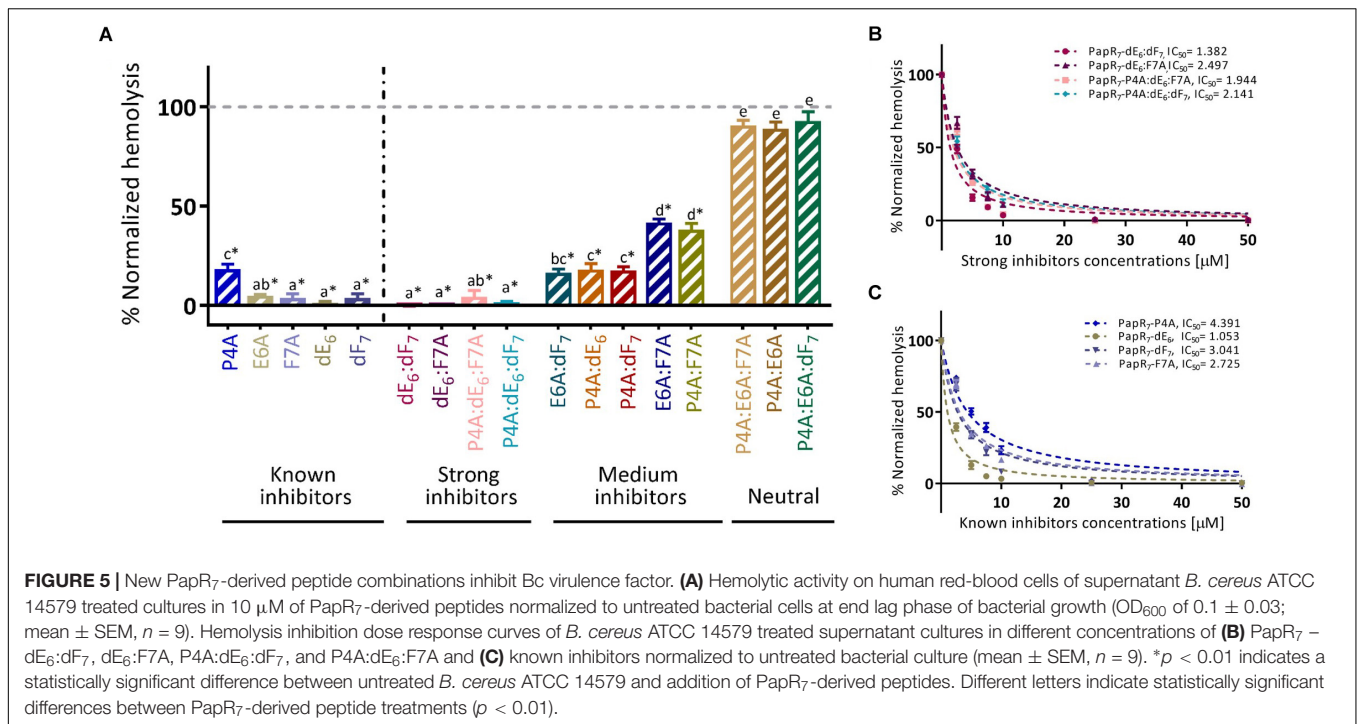 A
% Normalized hemolysis
100
50
0
c*
ab*
a*
a*
a*
a*
a*
ab*
a*
bc*
c*
c*
d*
d*
e
e
e
P4A
E6A
F7A
dE₆
dF₇
dE₆:dF₇
dE₆:F7A
P4A:dE₆:F7A
P4A:dE₆:dF₇
E6A:dF₇
P4A:dE₆
P4A:dF₇
E6A:F7A
P4A:F7A
P4A:E6A:F7A
P4A:E6A
P4A:E6A:dF₇
Known
inhibitors
Strong
inhibitors
Medium
inhibitors
Neutral
B
% Normalized hemolysis
100
50
0
10
20
30
40
50
Strong inhibitors concentrations [μM]
PapR₇-dE₆:dF₇, IC₅₀= 1.382
PapR₇-dE₆:F7A, IC₅₀= 2.497
PapR₇-P4A:dE₆:F7A, IC₅₀= 1.944
PapR₇-P4A:dE₆:dF₇, IC₅₀= 2.141
C
% Normalized hemolysis
100
50
0
10
20
30
40
50
Known inhibitors concentrations [μM]
PapR₇-P4A, IC₅₀= 4.391
PapR₇-dE₆, IC₅₀= 1.053
PapR₇-dF₇, IC₅₀= 3.041
PapR₇-F7A, IC₅₀= 2.725
FIGURE 5 | New PapR₇-derived peptide combinations inhibit Bc virulence factor. (A) Hemolytic activity on human red-blood cells of supernatant B. cereus ATCC
14579 treated cultures in 10 μM of PapR₇-derived peptides normalized to untreated bacterial cells at end lag phase of bacterial growth (OD₆₀₀ of 0.1 ± 0.03;
mean ± SEM, n = 9). Hemolysis inhibition dose response curves of B. cereus ATCC 14579 treated supernatant cultures in different concentrations of (B) PapR₇ –
dE₆:dF₇, dE₆:F7A, P4A:dE₆:dF₇, and P4A:dE₆:F7A and (C) known inhibitors normalized to untreated bacterial culture (mean ± SEM, n = 9). *p < 0.01 indicates a
statistically significant difference between untreated B. cereus ATCC 14579 and addition of PapR₇-derived peptides. Different letters indicate statistically significant
differences between PapR₇-derived peptide treatments (p < 0.01).